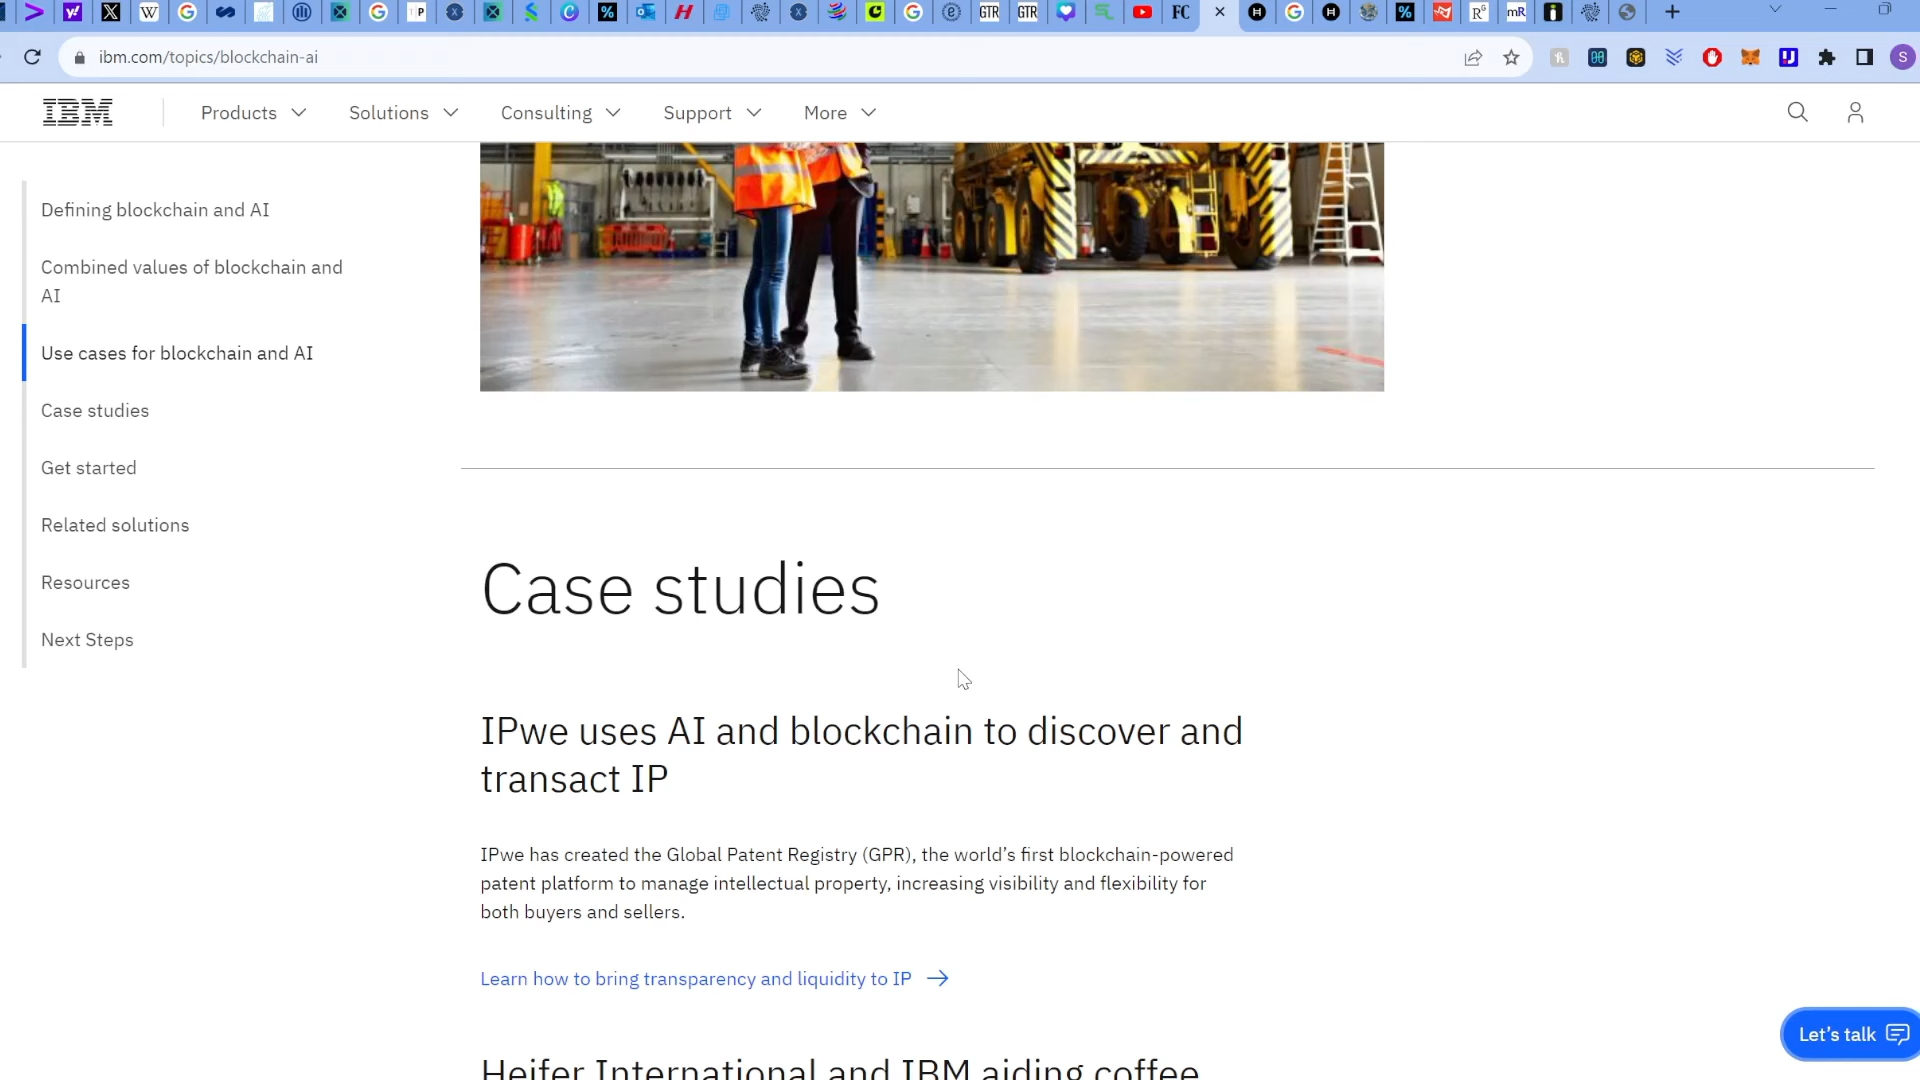 ibm.com/topics/blockchain-ai
S
IBM
Products
Solutions
Consulting
Support
More
Defining blockchain and AI
Combined values of blockchain and
AI
Use cases for blockchain and AI
Case studies
Get started
Related solutions
Resources
Next Steps
Case studies
IPwe uses AI and blockchain to discover and
transact IP
IPwe has created the Global Patent Registry (GPR), the world’s first blockchain-powered
patent platform to manage intellectual property, increasing visibility and flexibility for
both buyers and sellers.
Learn how to bring transparency and liquidity to IP
Heifer International and IBM aiding coffee
Let’s talk